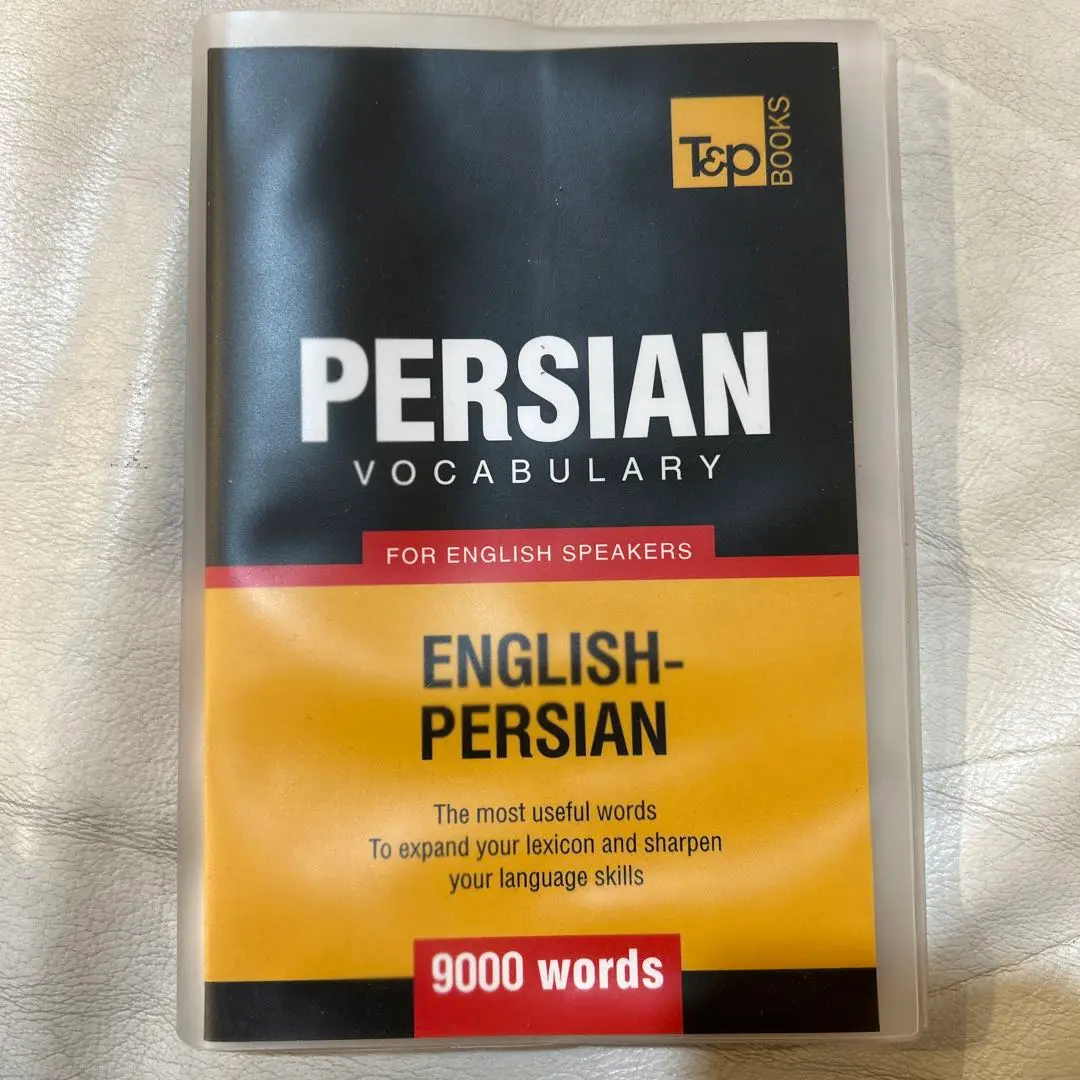 T&P BOOKS
PERSIAN
VOCABULARY
FOR ENGLISH SPEAKERS
ENGLISH-
PERSIAN
The most useful words
To expand your lexicon and sharpen
your language skills
9000 words